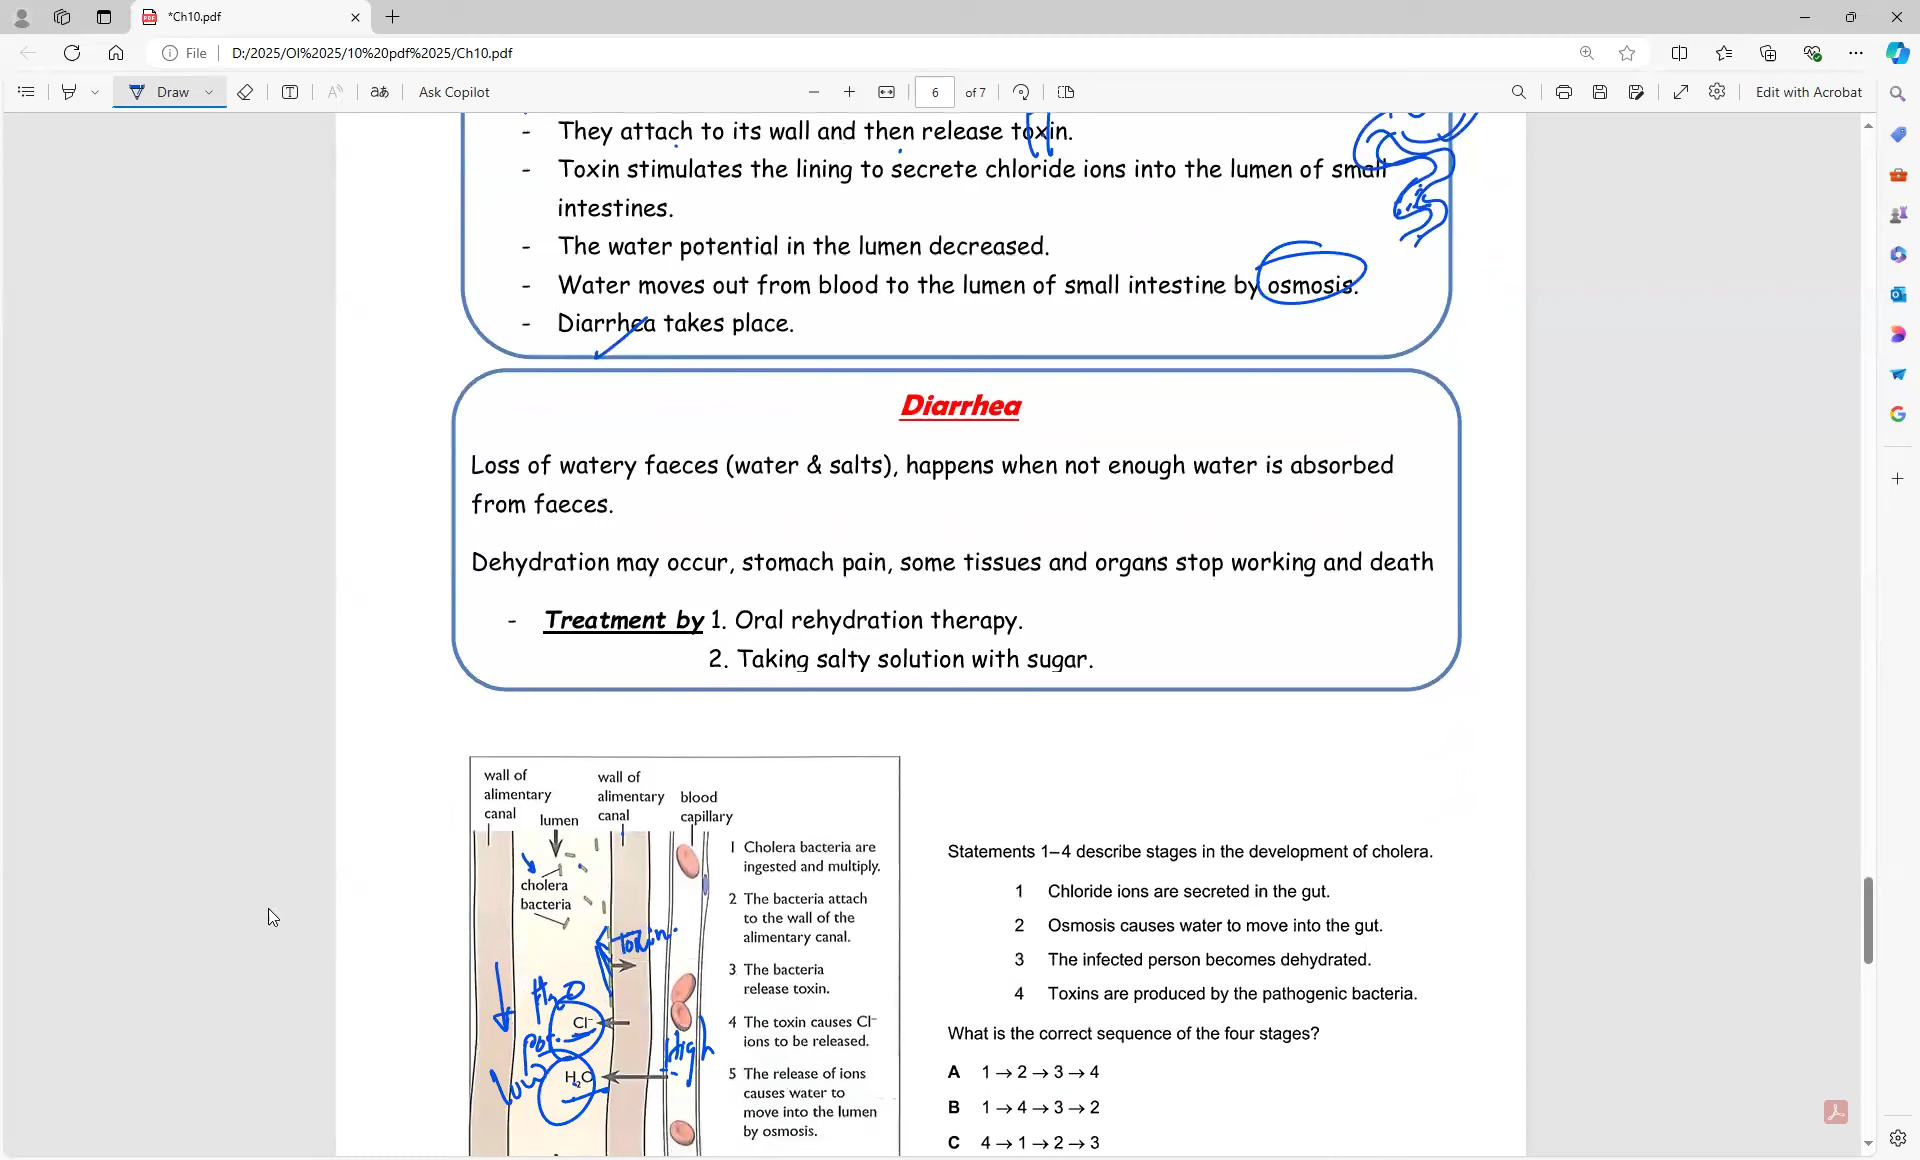 *Ch10.pdf
File
D:/2025/Ol%2025/10%20pdf%2025/Ch10.pdf
Draw
aあ
Ask Copilot
6
of 7
Edit with Acrobat
- They attach to its wall and then release toxin.
- Toxin stimulates the lining to secrete chloride ions into the lumen of small
intestines.
- The water potential in the lumen decreased.
- Water moves out from blood to the lumen of small intestine by osmosis.
- Diarrhea takes place.
Diarrhea
Loss of watery faeces (water & salts), happens when not enough water is absorbed
from faeces.
Dehydration may occur, stomach pain, some tissues and organs stop working and death
- Treatment by 1. Oral rehydration therapy.
2. Taking salty solution with sugar.
wall of
alimentary
canal
lumen
wall of
alimentary
canal
blood
capillary
cholera
bacteria
Toxin.
H₂O
Pot.
Low
Cl⁻
H₂O
High
1 Cholera bacteria are
ingested and multiply.
2 The bacteria attach
to the wall of the
alimentary canal.
3 The bacteria
release toxin.
4 The toxin causes Cl⁻
ions to be released.
5 The release of ions
causes water to
move into the lumen
by osmosis.
Statements 1–4 describe stages in the development of cholera.
1 Chloride ions are secreted in the gut.
2 Osmosis causes water to move into the gut.
3 The infected person becomes dehydrated.
4 Toxins are produced by the pathogenic bacteria.
What is the correct sequence of the four stages?
A 1 → 2 → 3 → 4
B 1 → 4 → 3 → 2
C 4 → 1 → 2 → 3